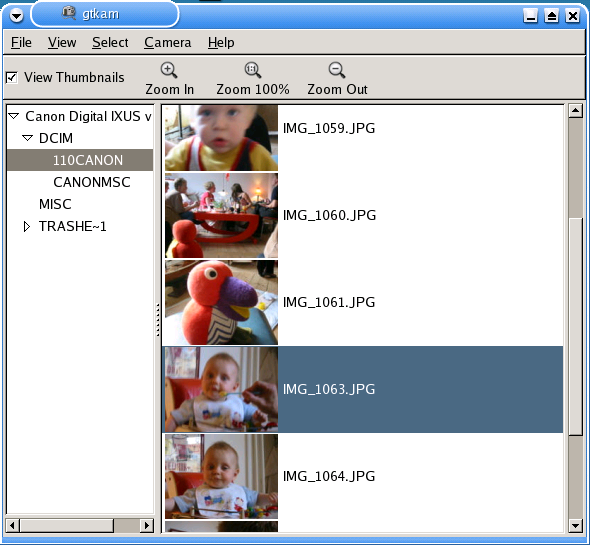 gtkam
File View Select Camera Help
View Thumbnails
Zoom In Zoom 100% Zoom Out
Canon Digital IXUS v
DCIM
110CANON
CANONMSC
MISC
TRASHE~1
IMG_1059.JPG
IMG_1060.JPG
IMG_1061.JPG
IMG_1063.JPG
IMG_1064.JPG